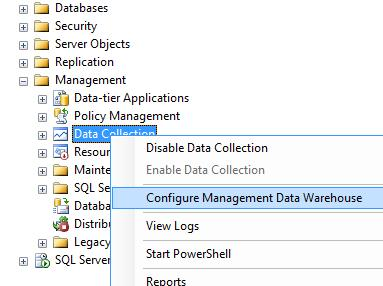 Databases
Security
Server Objects
Replication
Management
Data-tier Applications
Policy Management
Data Collection
Disable Data Collection
Resour
Enable Data Collection
Mainte
SQL Se
Configure Management Data Warehouse
Databa
Distrib
View Logs
Legacy
Start PowerShell
SQL Server
Reports